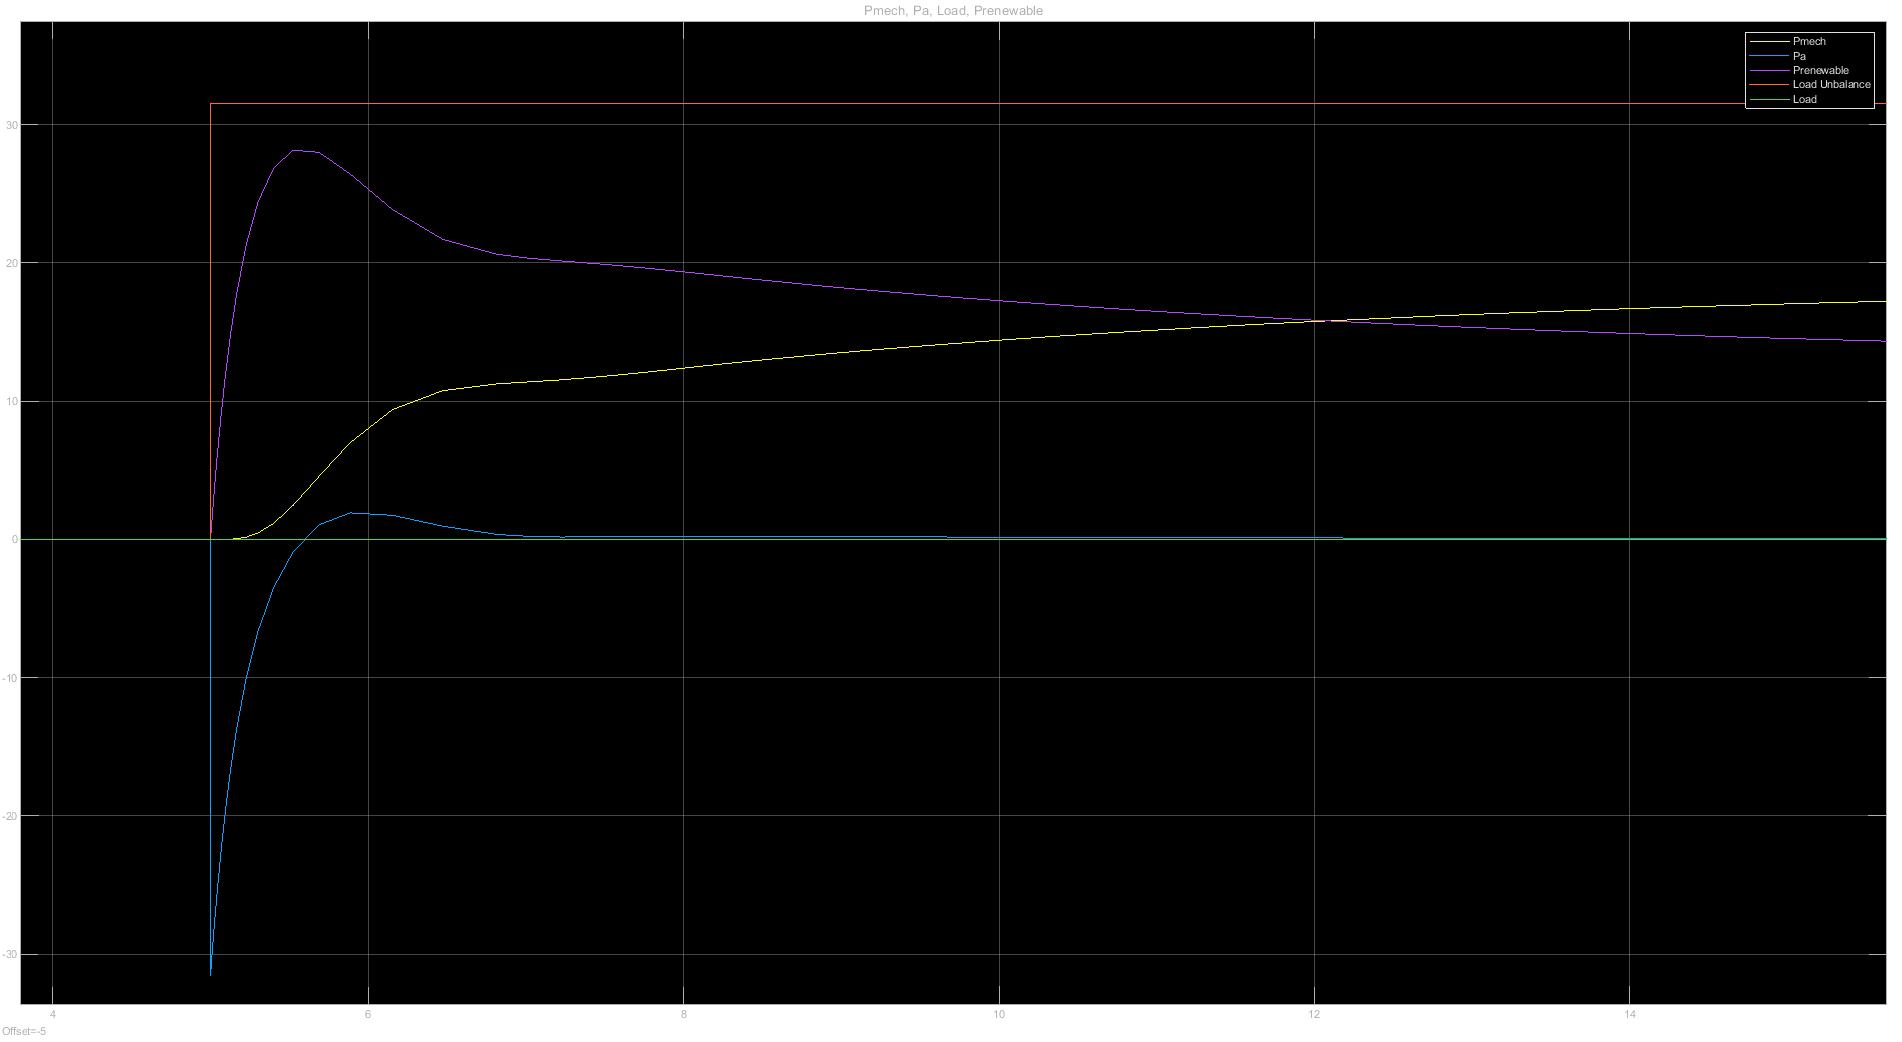 Pmech, Pa, Load, Prenewable
Pmech
Pa
Prenewable
Load Unbalance
Load
30
20
10
0
-10
-20
-30
4 6 8 10 12 14
Offset=-5